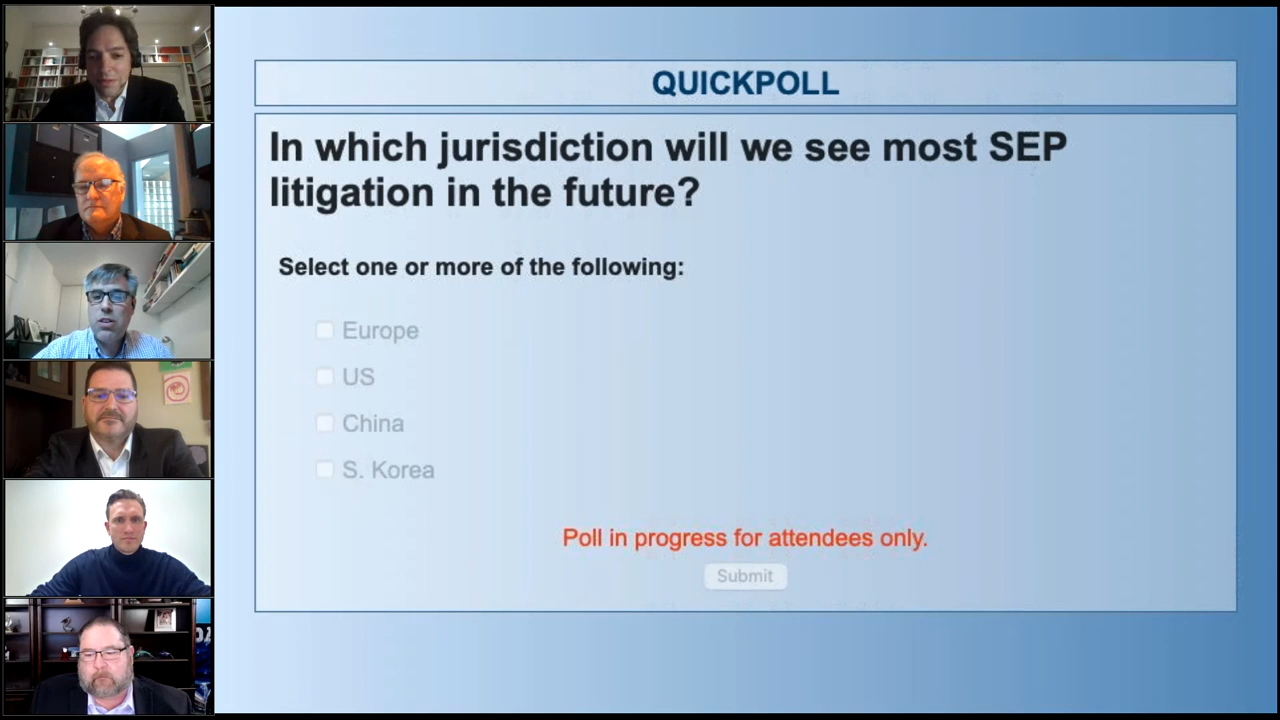 QUICKPOLL
In which jurisdiction will we see most SEP
litigation in the future?
Select one or more of the following:
Europe
US
China
S. Korea
Poll in progress for attendees only.
Submit